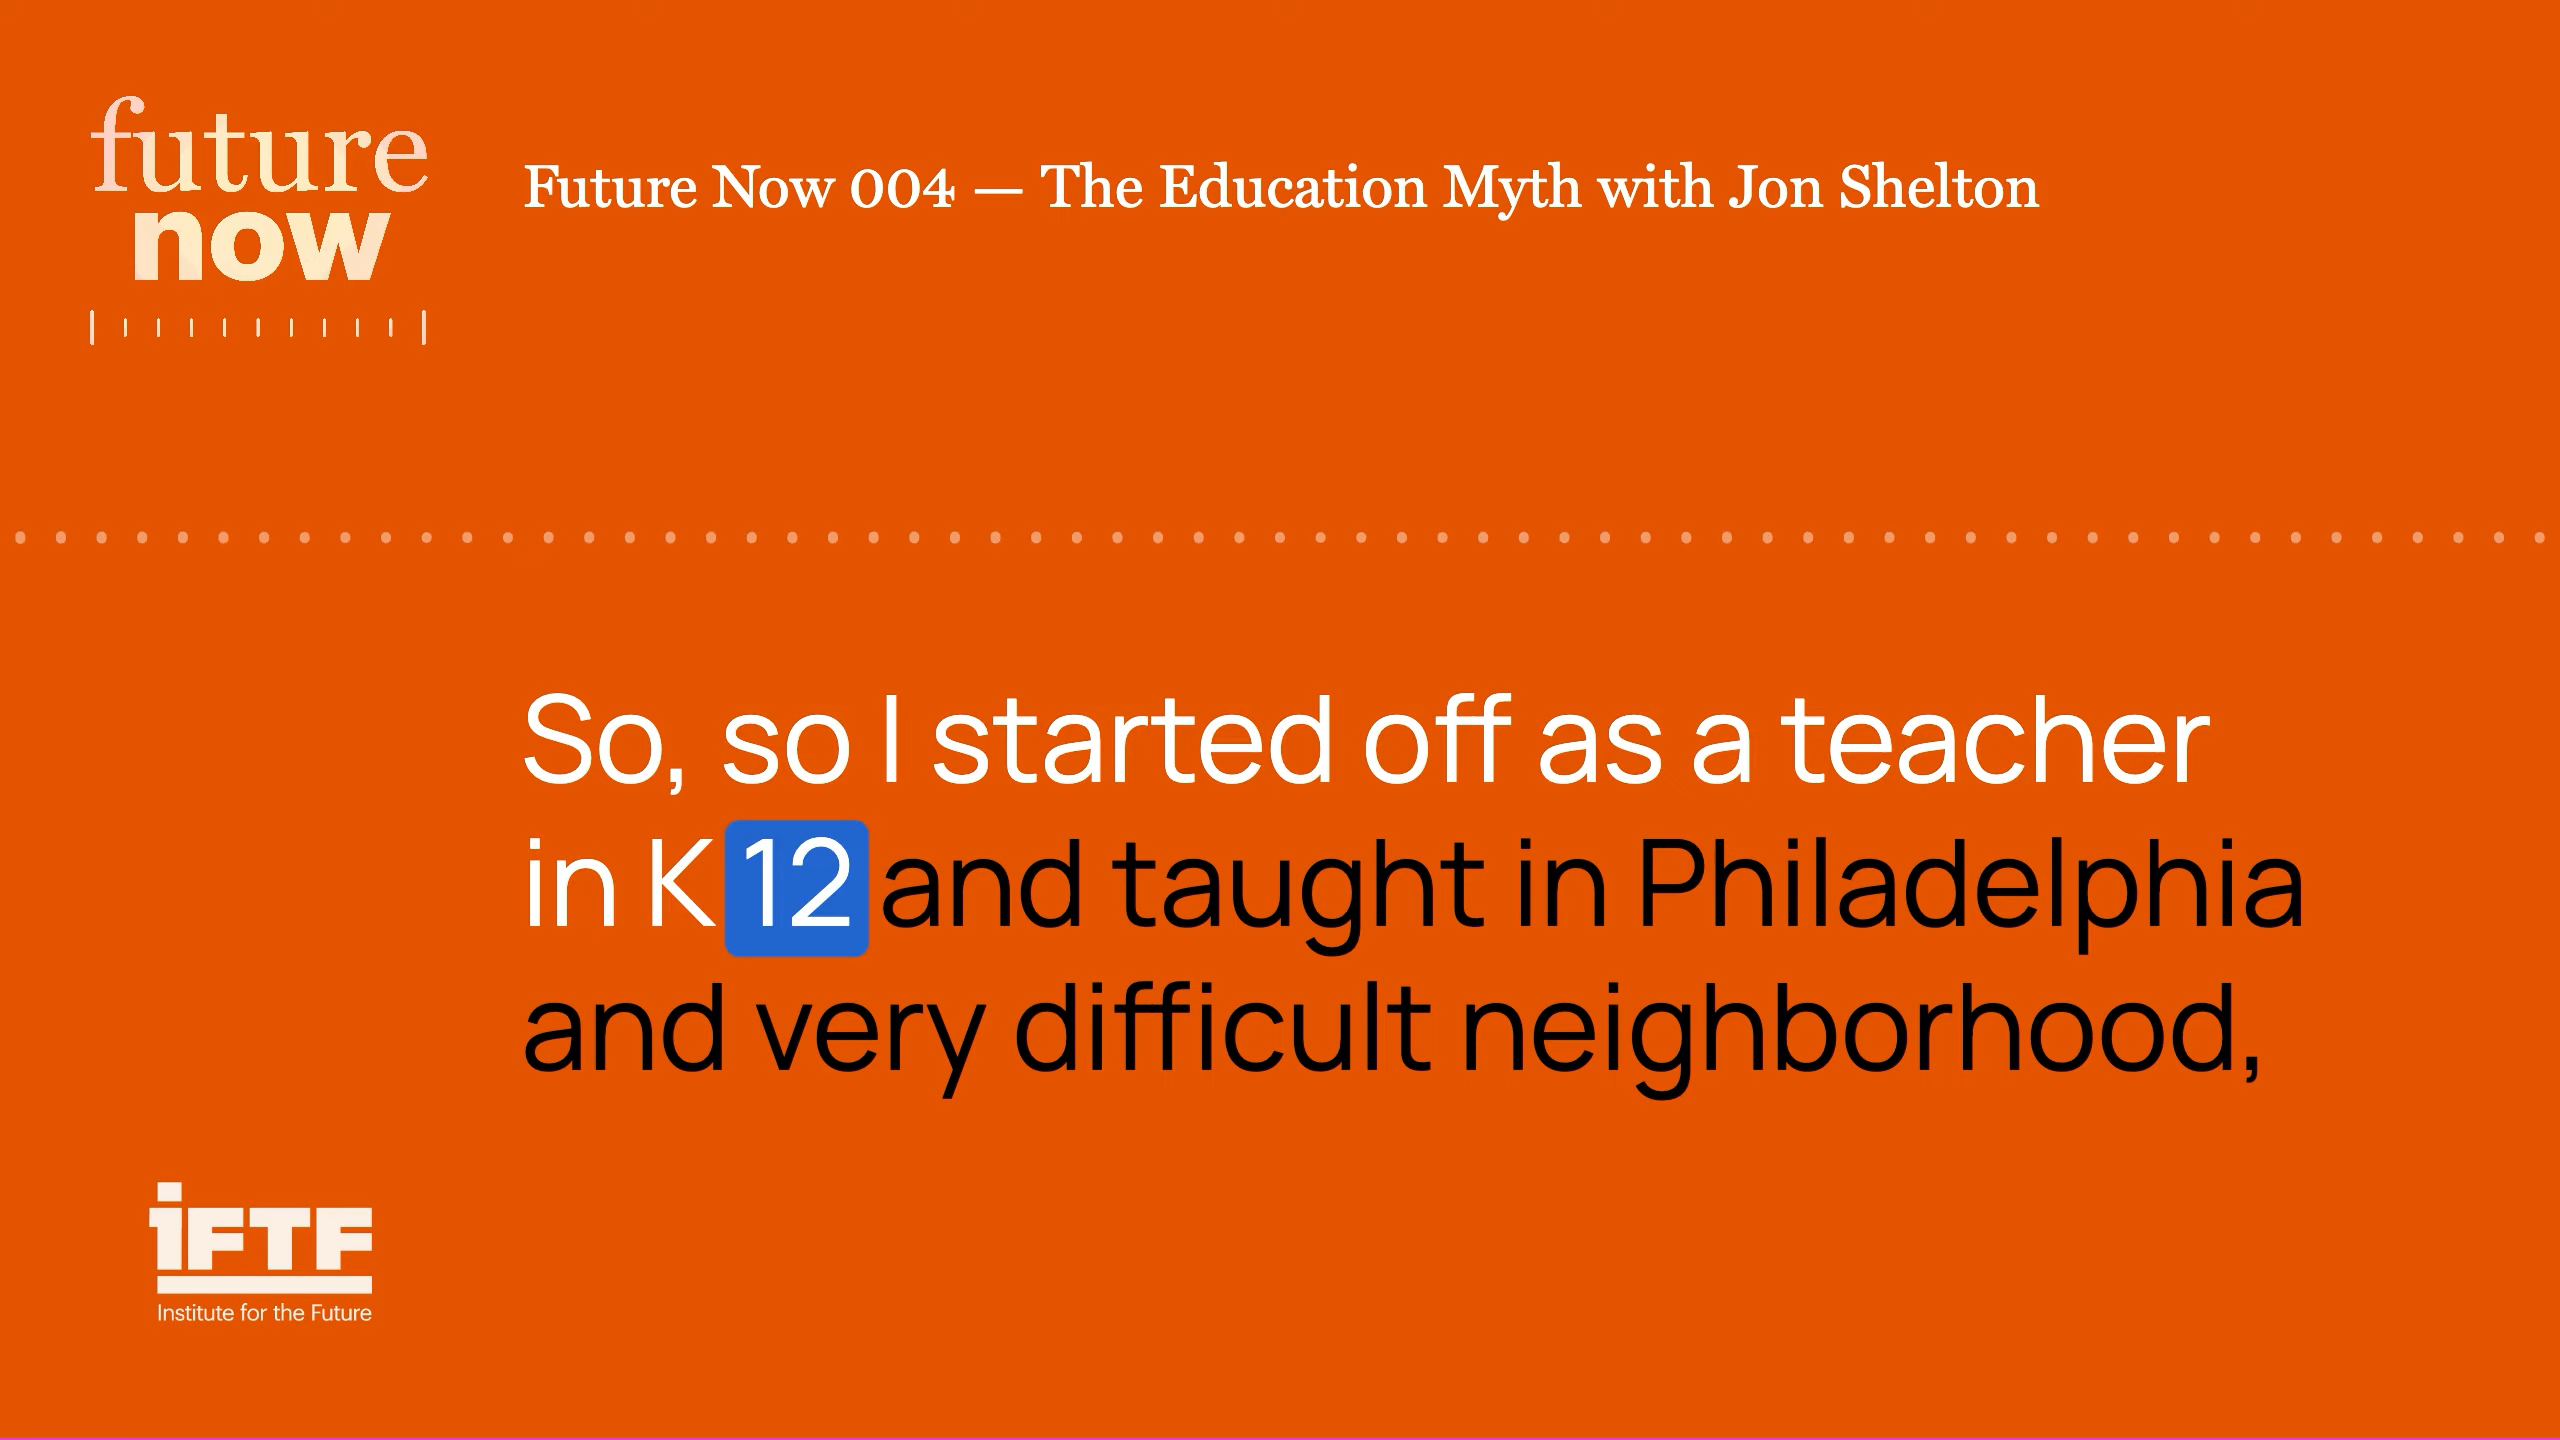 future
now
Future Now 004 — The Education Myth with Jon Shelton
So, so I started off as a teacher
in K 12 and taught in Philadelphia
and very difficult neighborhood,
iFTF
Institute for the Future